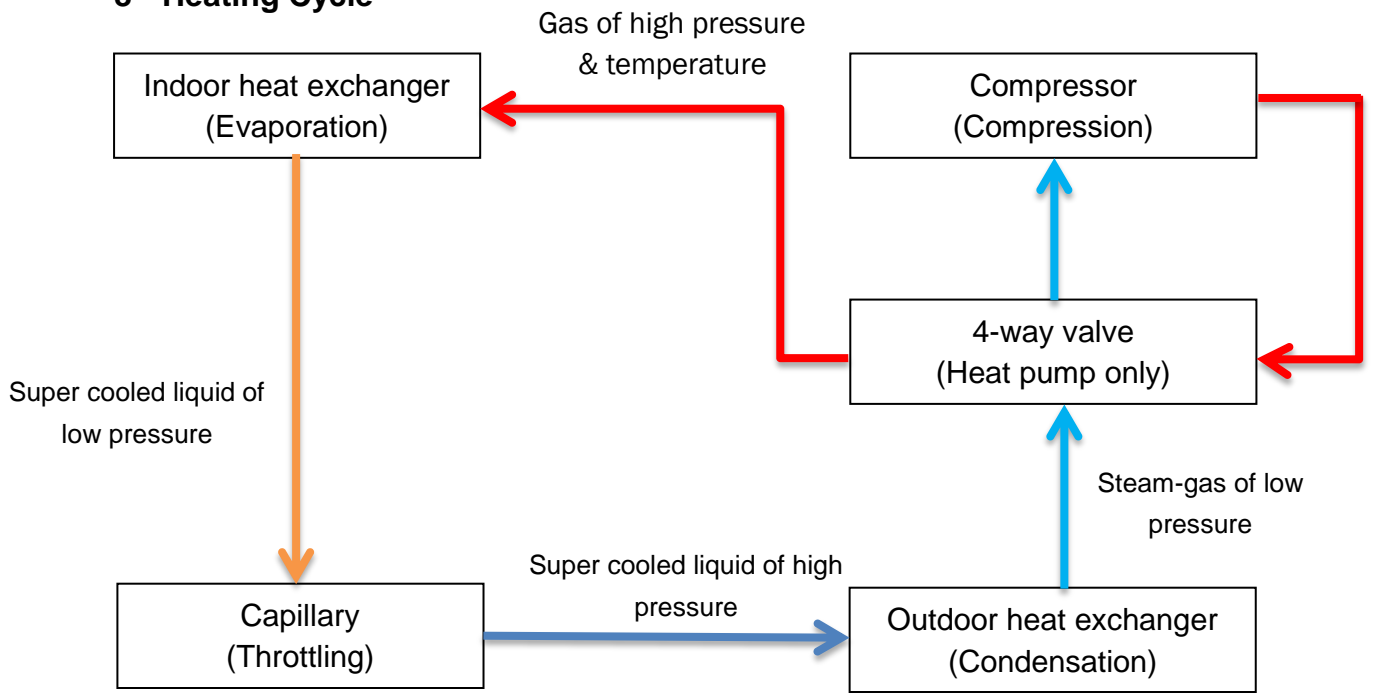 Heating Cycle
Gas of high pressure
& temperature
Indoor heat exchanger
(Evaporation)
Compressor
(Compression)
4-way valve
(Heat pump only)
Super cooled liquid of
low pressure
Steam-gas of low
pressure
Super cooled liquid of high
pressure
Capillary
(Throttling)
Outdoor heat exchanger
(Condensation)